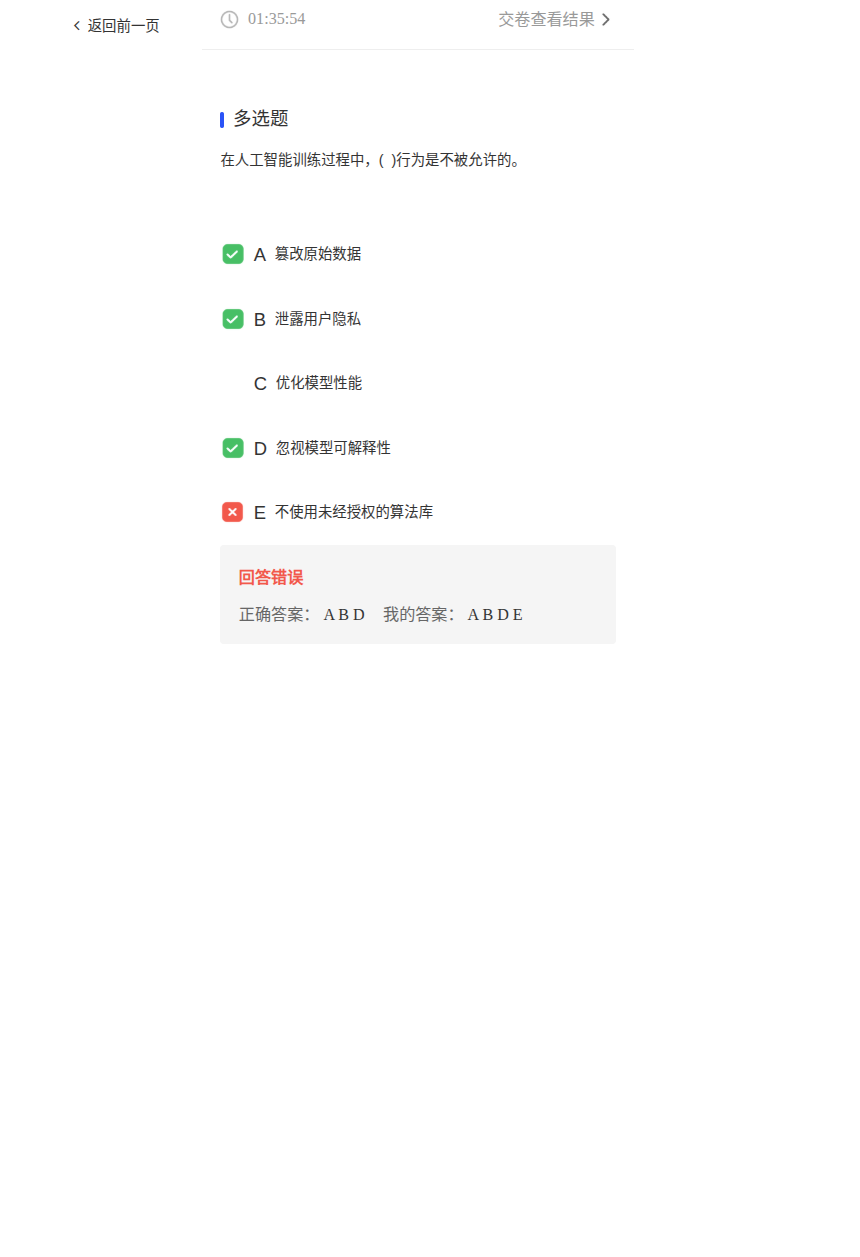 返回前一页
01:35:54 交卷查看结果
多选题
在人工智能训练过程中，( )行为是不被允许的。
A 篡改原始数据
B 泄露用户隐私
C 优化模型性能
D 忽视模型可解释性
E 不使用未经授权的算法库
回答错误
正确答案： A B D 我的答案： A B D E